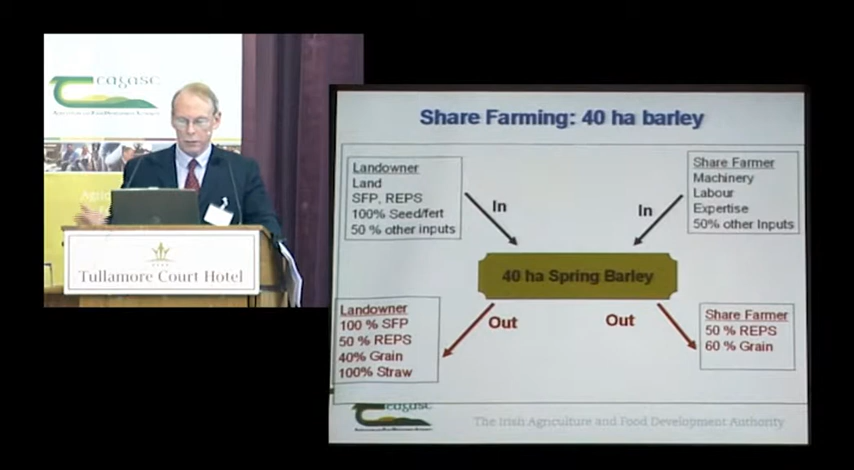 Teagasc
Tullamore Court Hotel
Share Farming: 40 ha barley
Landowner
Land
SFP, REPS
100% Seed/fert
50 % other inputs
In
In
Share Farmer
Machinery
Labour
Expertise
50% other Inputs
40 ha Spring Barley
Landowner
100 % SFP
50 % REPS
40% Grain
100% Straw
Out
Out
Share Farmer
50 % REPS
60 % Grain
Teagasc
The Irish Agriculture and Food Development Authority